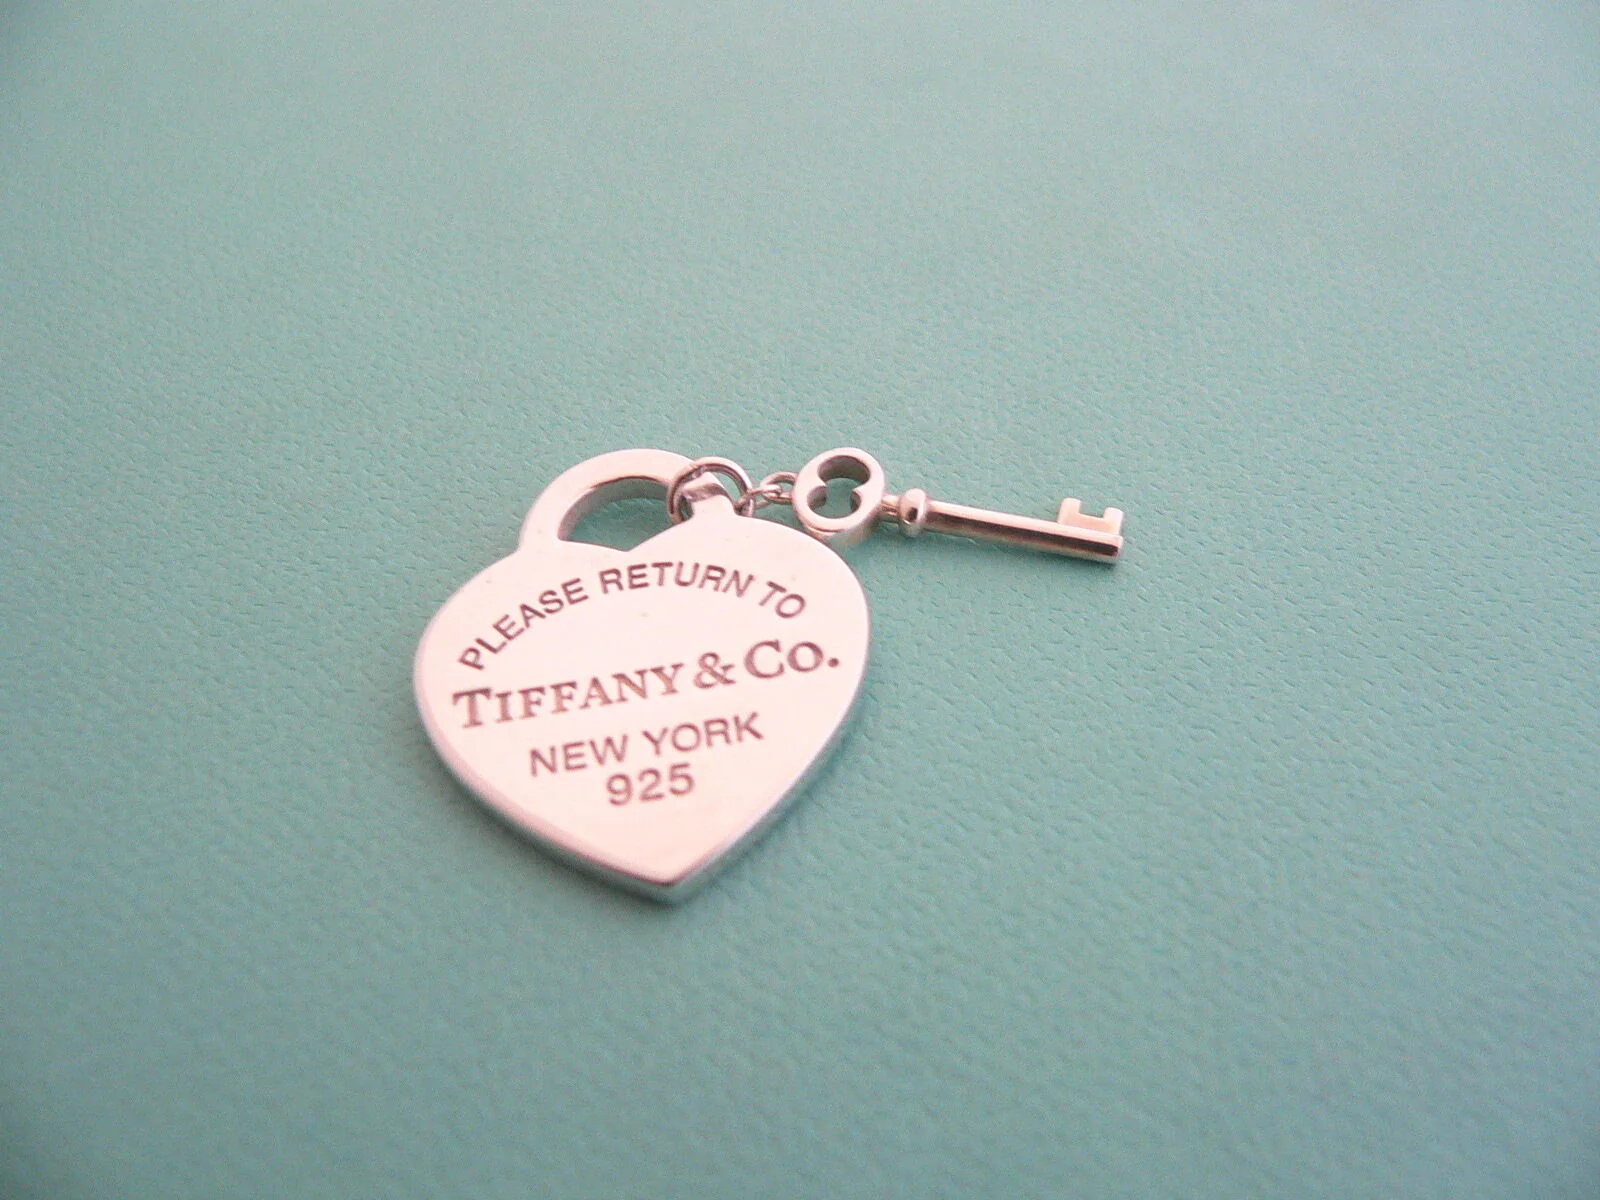 PLEASE RETURN TO
TIFFANY & CO.
NEW YORK
925